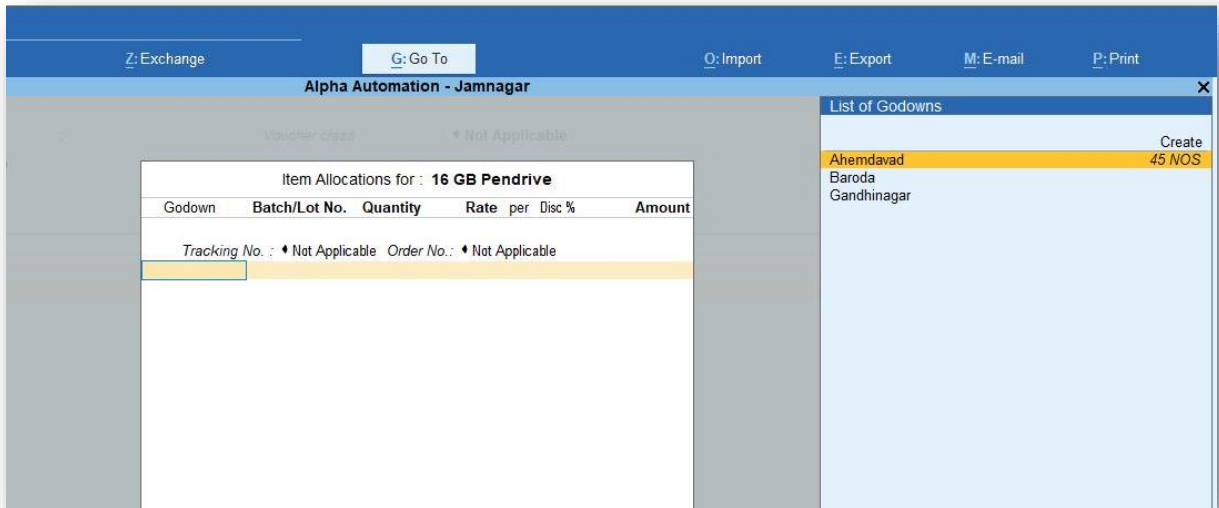 Z: Exchange G: Go To O: Import E: Export M: E-mail P: Print
Alpha Automation - Jamnagar X
List of Godowns
Voucher class ♦ Not Applicable
Create
Ahemdavad 45 NOS
Baroda
Gandhinagar
Item Allocations for : 16 GB Pendrive
Godown Batch/Lot No. Quantity Rate per Disc % Amount
Tracking No. : ♦ Not Applicable Order No.: ♦ Not Applicable